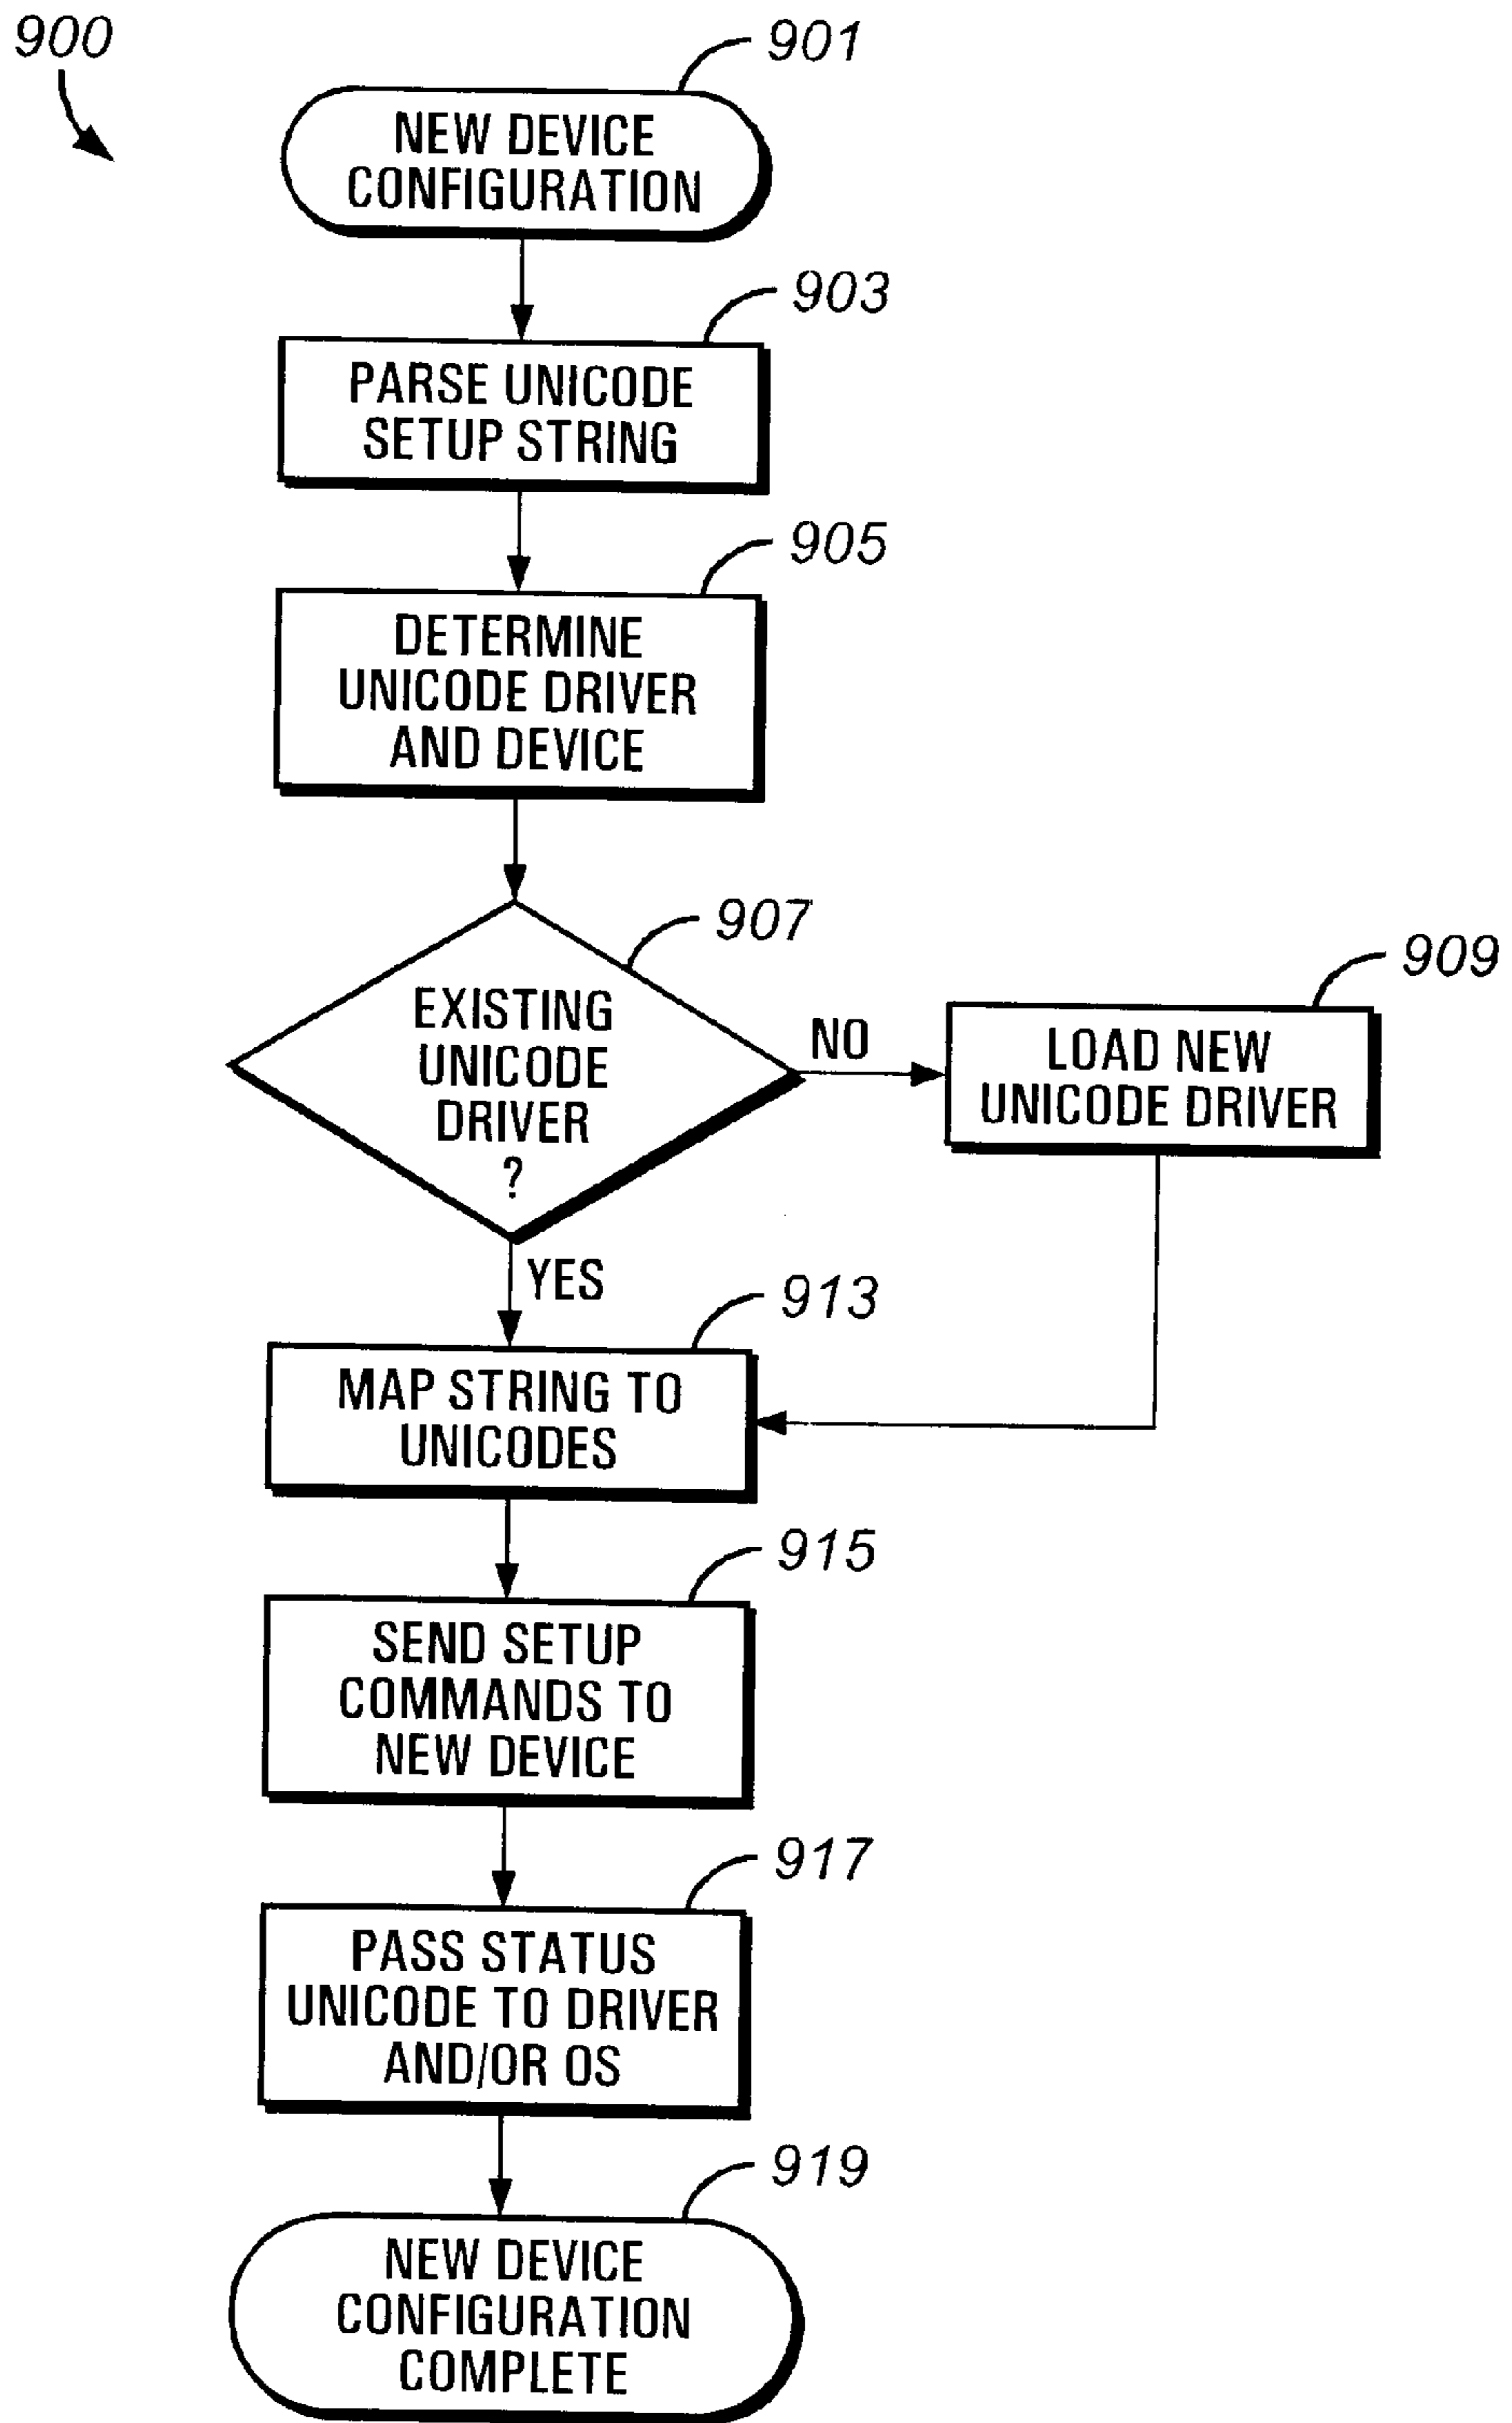 900
901
NEW DEVICE
CONFIGURATION
903
PARSE UNICODE
SETUP STRING
905
DETERMINE
UNICODE DRIVER
AND DEVICE
907
EXISTING
UNICODE
DRIVER
?
NO
909
LOAD NEW
UNICODE DRIVER
YES
913
MAP STRING TO
UNICODES
915
SEND SETUP
COMMANDS TO
NEW DEVICE
917
PASS STATUS
UNICODE TO DRIVER
AND/OR OS
919
NEW DEVICE
CONFIGURATION
COMPLETE